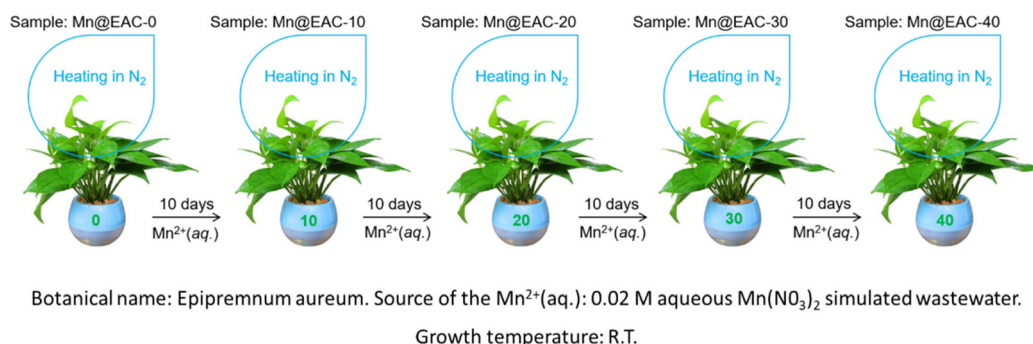 Sample: Mn@EAC-0 Sample: Mn@EAC-10 Sample: Mn@EAC-20 Sample: Mn@EAC-30 Sample: Mn@EAC-40
Heating in N₂ Heating in N₂ Heating in N₂ Heating in N₂ Heating in N₂
0 10 days 10 10 days 20 10 days 30 10 days 40
Mn²⁺(aq.) Mn²⁺(aq.) Mn²⁺(aq.) Mn²⁺(aq.)
Botanical name: Epipremnum aureum. Source of the Mn²⁺(aq.): 0.02 M aqueous Mn(N0₃)₂ simulated wastewater.
Growth temperature: R.T.